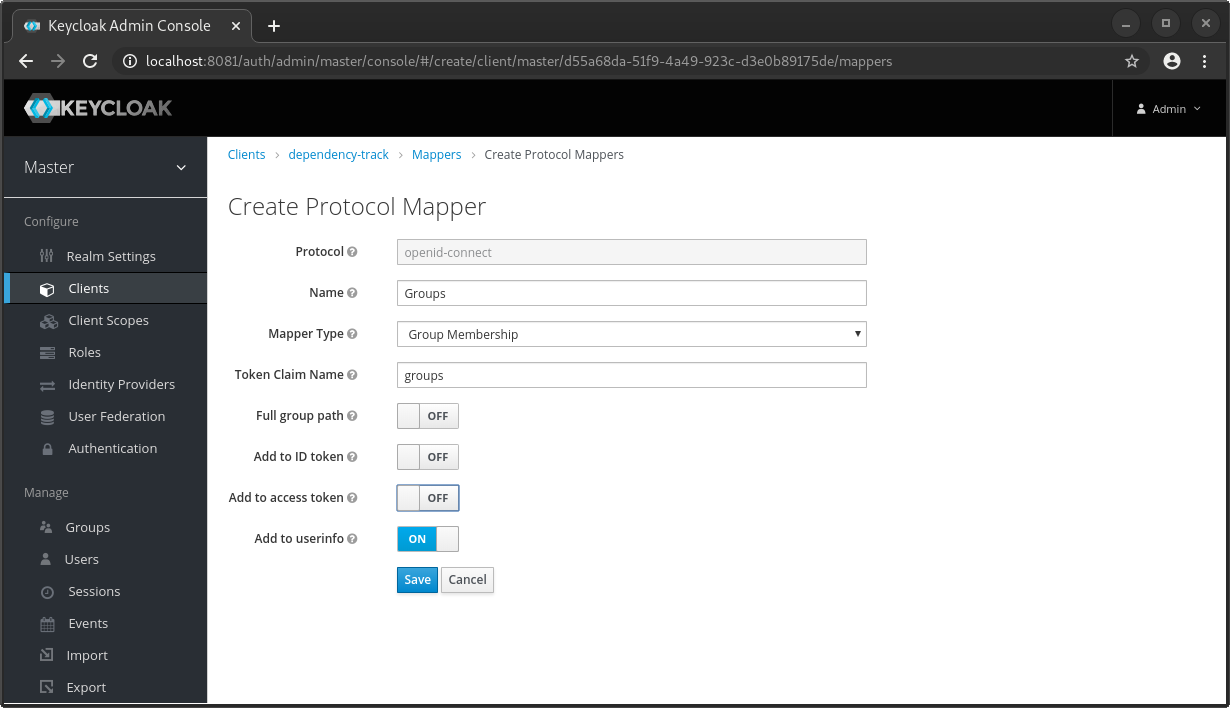 Keycloak Admin Console
localhost:8081/auth/admin/master/console/#/create/client/master/d55a68da-51f9-4a49-923c-d3e0b89175de/mappers
KEYCLOAK
Admin
Master
Clients > dependency-track > Mappers > Create Protocol Mappers
Create Protocol Mapper
Configure
Realm Settings
Clients
Client Scopes
Roles
Identity Providers
User Federation
Authentication
Manage
Groups
Users
Sessions
Events
Import
Export
Protocol openid-connect
Name Groups
Mapper Type Group Membership
Token Claim Name groups
Full group path OFF
Add to ID token OFF
Add to access token OFF
Add to userinfo ON
Save Cancel